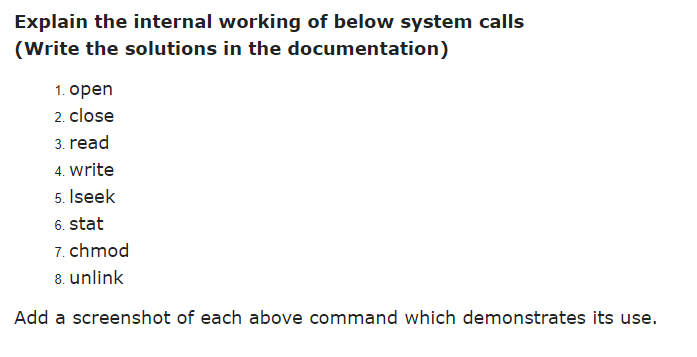 Explain the internal working of below system calls
(Write the solutions in the documentation)
1. open
2. close
3. read
4. write
5. lseek
6. stat
7. chmod
8. unlink
Add a screenshot of each above command which demonstrates its use.